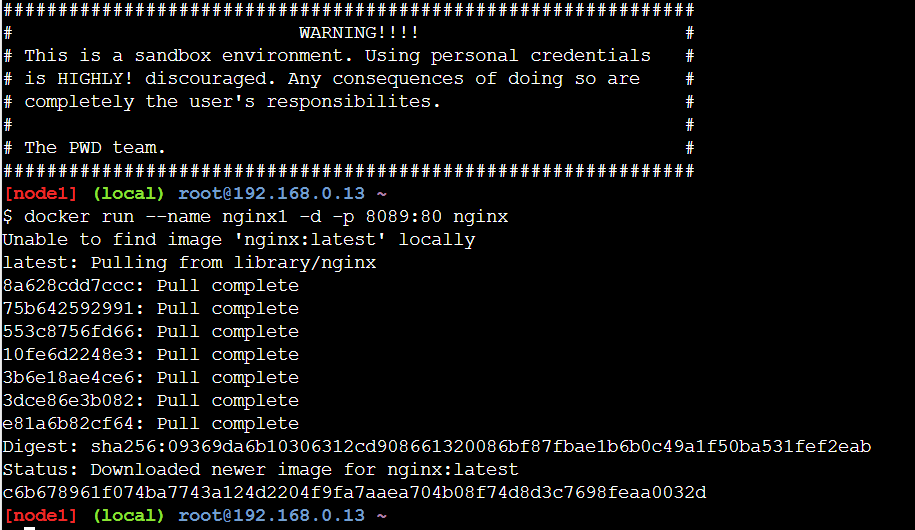 ###############################################################
# WARNING!!!! #
# This is a sandbox environment. Using personal credentials #
# is HIGHLY! discouraged. Any consequences of doing so are #
# completely the user's responsibilites. #
# #
# The PWD team. #
###############################################################
[node1] (local) root@192.168.0.13 ~
$ docker run --name nginx1 -d -p 8089:80 nginx
Unable to find image 'nginx:latest' locally
latest: Pulling from library/nginx
8a628cdd7ccc: Pull complete
75b642592991: Pull complete
553c8756fd66: Pull complete
10fe6d2248e3: Pull complete
3b6e18ae4ce6: Pull complete
3dce86e3b082: Pull complete
e81a6b82cf64: Pull complete
Digest: sha256:09369da6b10306312cd908661320086bf87fbae1b6b0c49a1f50ba531fef2eab
Status: Downloaded newer image for nginx:latest
c6b678961f074ba7743a124d2204f9fa7aaea704b08f74d8d3c7698feaa0032d
[node1] (local) root@192.168.0.13 ~